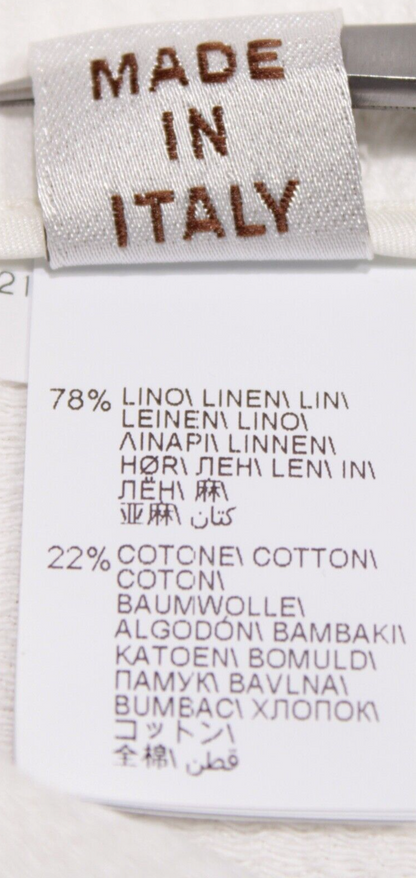 MADE
IN
ITALY
21
78% LINO\ LINEN\ LIN\
LEINEN\ LINO\
ΛΙΝΑΡΙ\ LINNEN\
HØR\ ЛЕН\ LEN\ IN\
ЛЁН\ 麻\
亚麻\ كتان
22% COTONE\ COTTON\
COTON\
BAUMWOLLE\
ALGODÓN\ BAMBAKI\
KATOEN\ BOMULD\
ПАМУК\ BAVLNA\
BUMBAC\ ХЛОПОК\
コットン\
全棉\ قطن